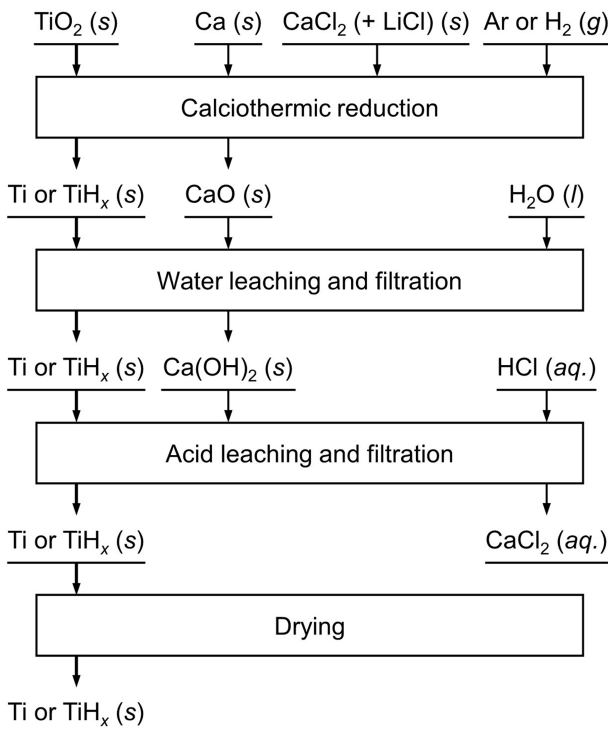 TiO₂ (s) Ca (s) CaCl₂ (+ LiCl) (s) Ar or H₂ (g)
Calciothermic reduction
Ti or TiHₓ (s) CaO (s) H₂O (l)
Water leaching and filtration
Ti or TiHₓ (s) Ca(OH)₂ (s) HCl (aq.)
Acid leaching and filtration
Ti or TiHₓ (s) CaCl₂ (aq.)
Drying
Ti or TiHₓ (s)